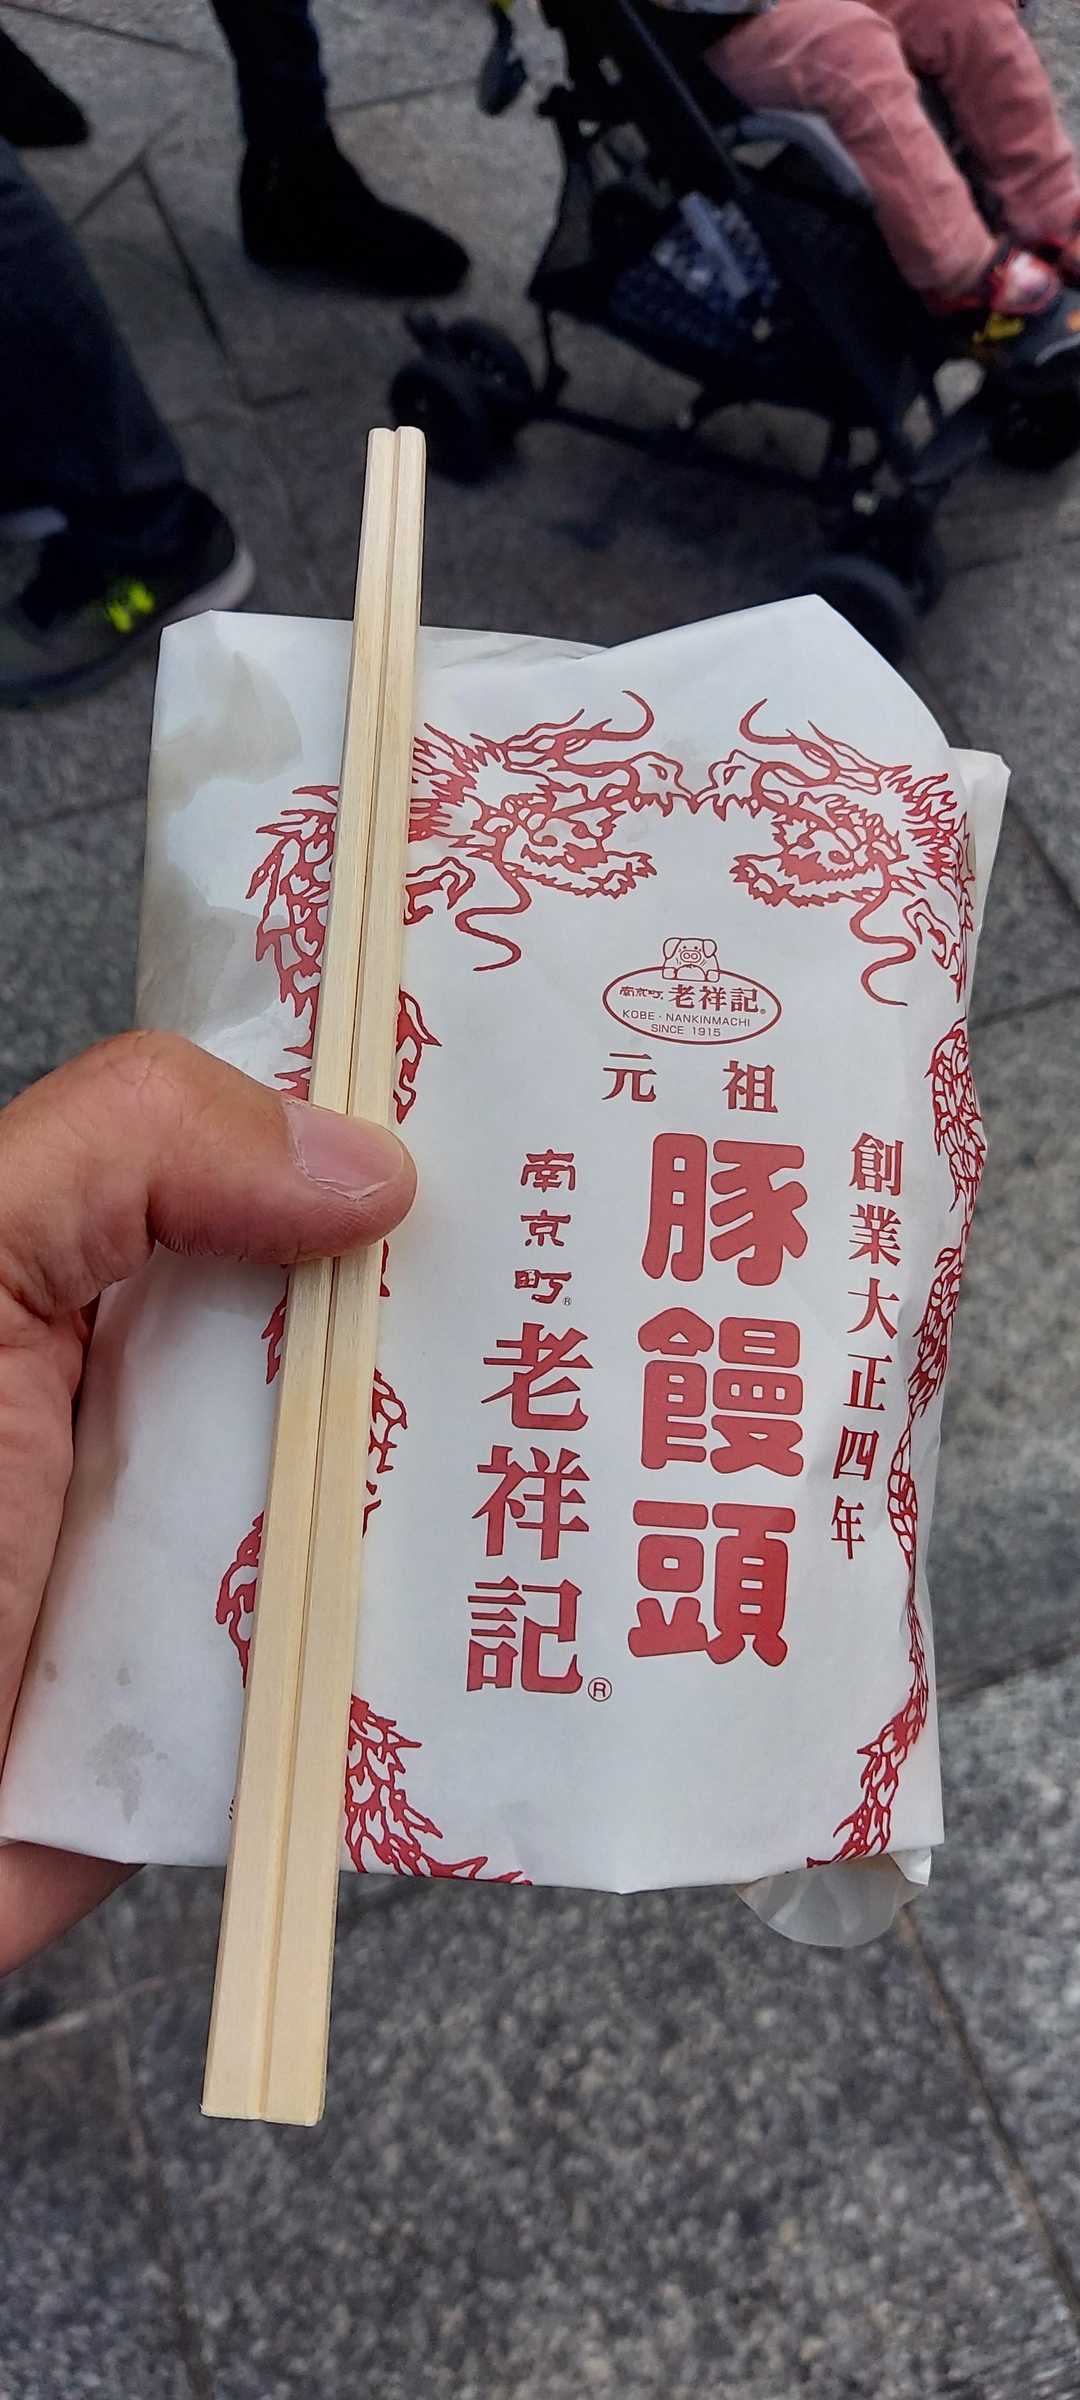 南京町 老祥記®
KOBE・NANKINMACHI
SINCE 1915
元祖
創業大正四年
豚饅頭
南京町® 老祥記®